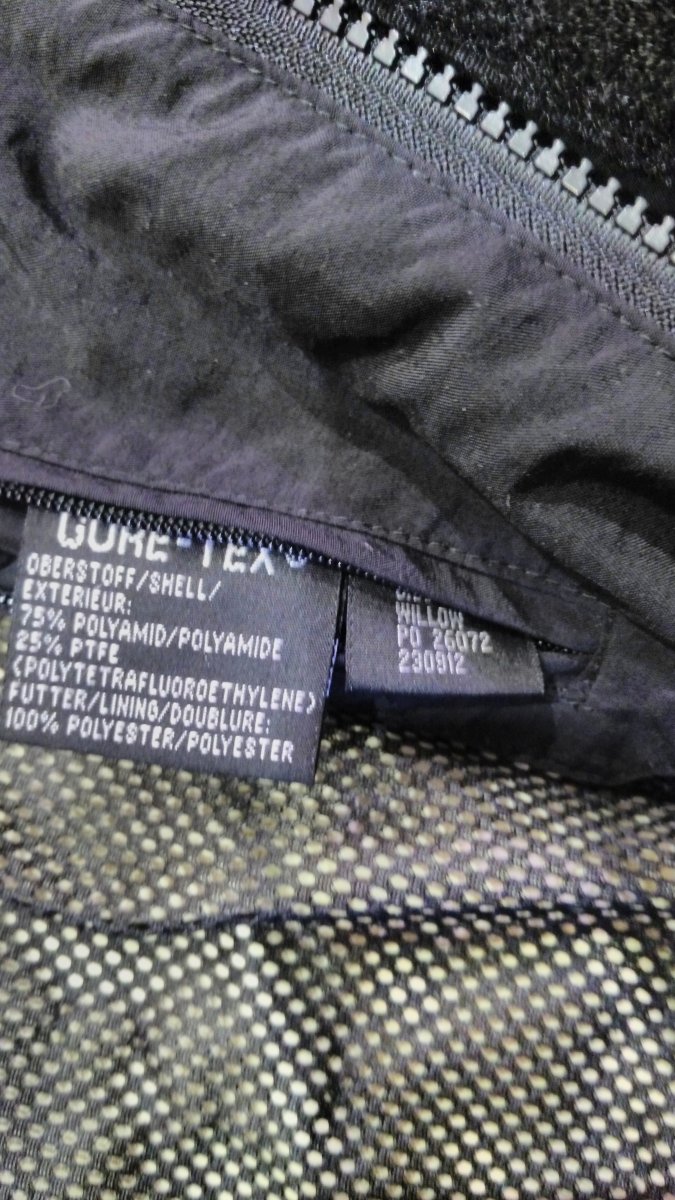 GORE-TEX
OBERSTOFF/SHELL/
EXTERIEUR:
75% POLYAMID/POLYAMIDE
25% PTFE
(POLYTETRAFLUOROETHYLENE)
FUTTER/LINING/DOUBLURE:
100% POLYESTER/POLYESTER
WILLOW
PO 26072
230912